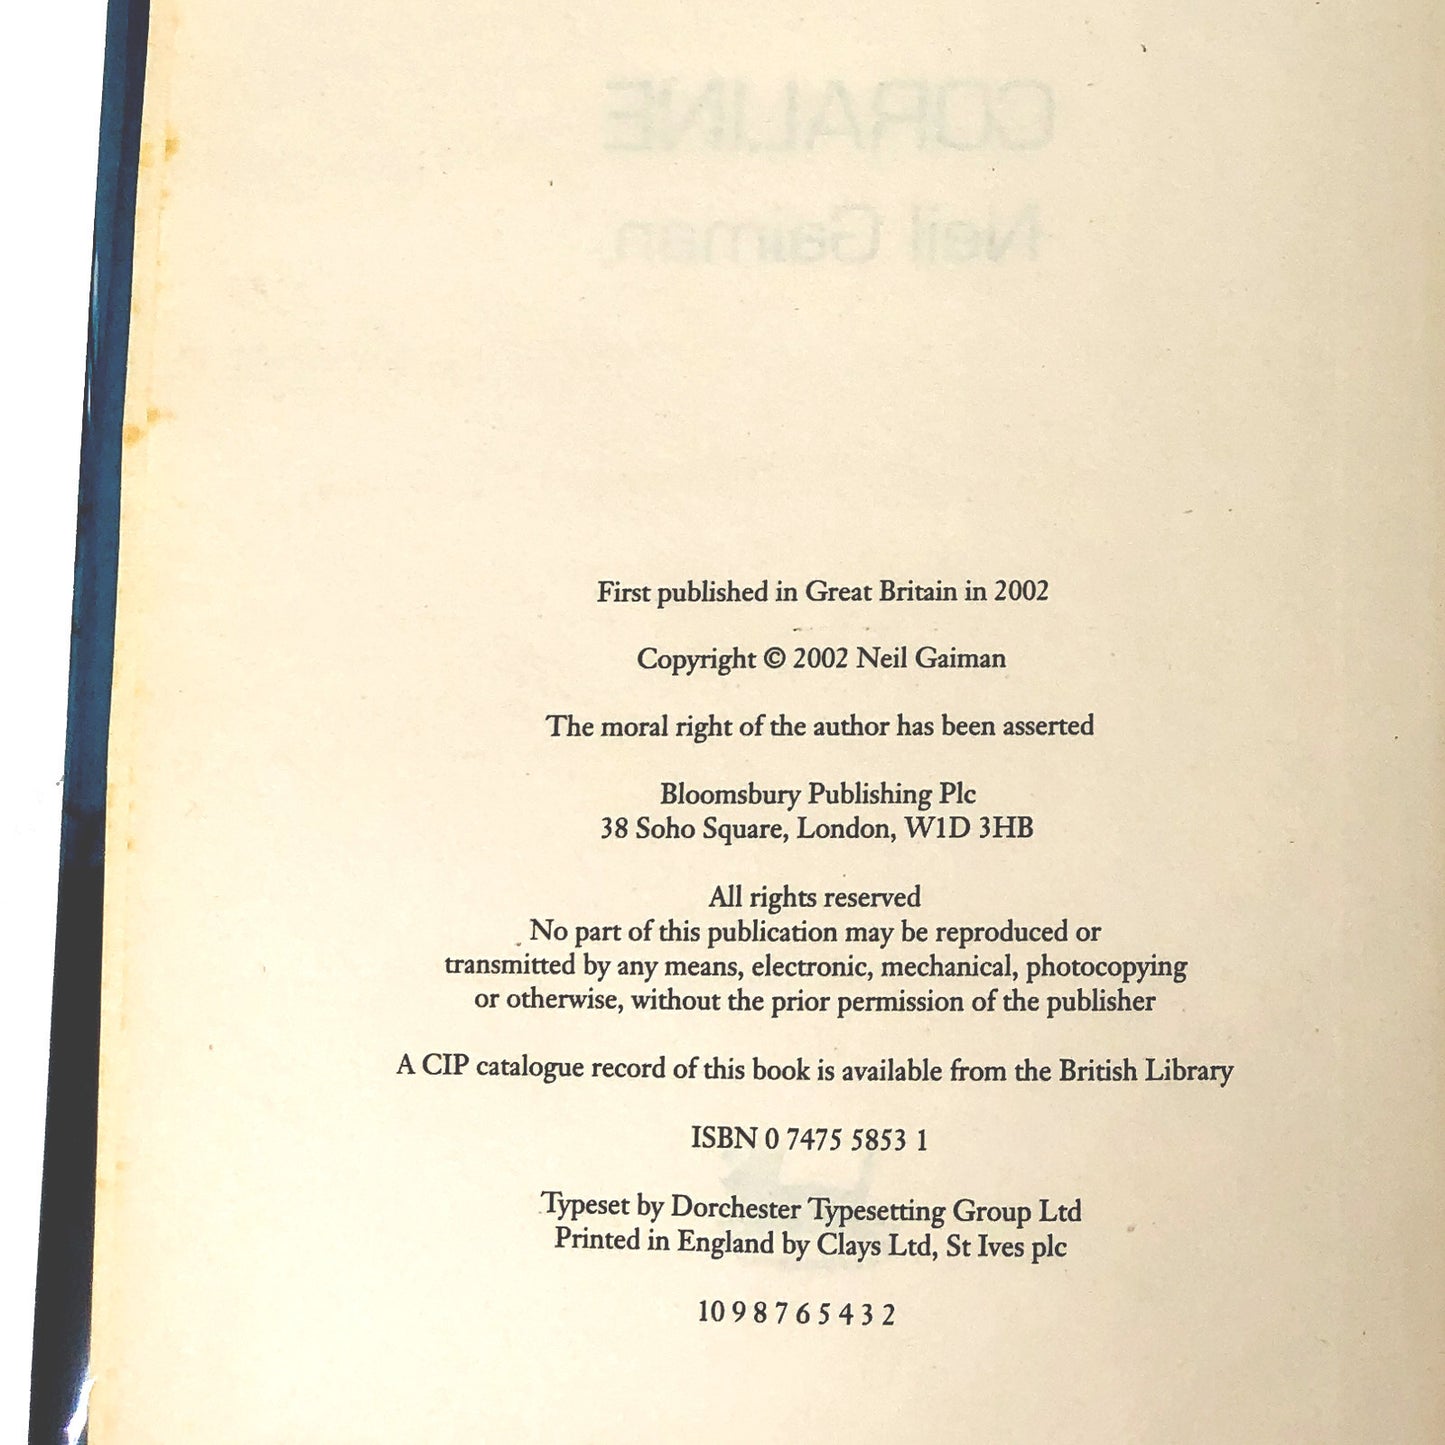 CORALINE
Neil Gaiman
First published in Great Britain in 2002
Copyright © 2002 Neil Gaiman
The moral right of the author has been asserted
Bloomsbury Publishing Plc
38 Soho Square, London, W1D 3HB
All rights reserved
No part of this publication may be reproduced or
transmitted by any means, electronic, mechanical, photocopying
or otherwise, without the prior permission of the publisher
A CIP catalogue record of this book is available from the British Library
ISBN 0 7475 5853 1
Typeset by Dorchester Typesetting Group Ltd
Printed in England by Clays Ltd, St Ives plc
10 9 8 7 6 5 4 3 2